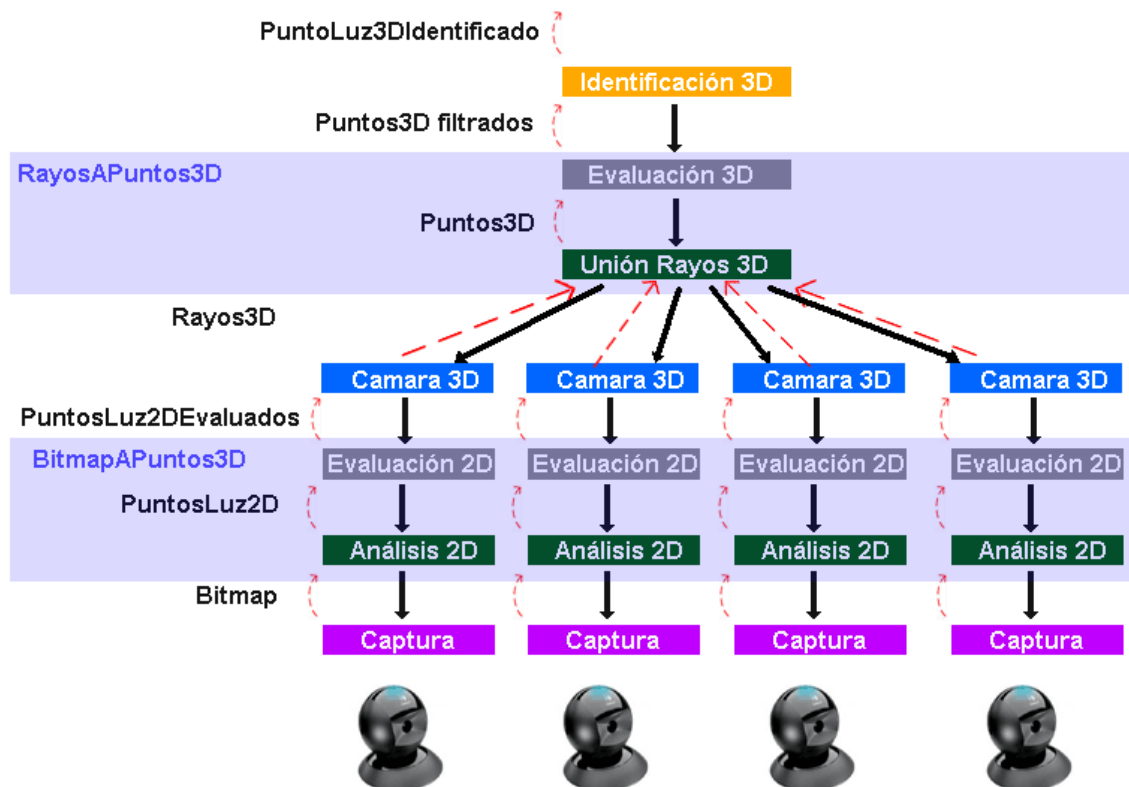 PuntoLuz3DIdentificado
Identificación 3D
Puntos3D filtrados
RayosAPuntos3D
Evaluación 3D
Puntos3D
Unión Rayos 3D
Rayos3D
Camara 3D Camara 3D Camara 3D Camara 3D
PuntosLuz2DEvaluados
BitmapAPuntos3D
Evaluación 2D Evaluación 2D Evaluación 2D Evaluación 2D
PuntosLuz2D
Análisis 2D Análisis 2D Análisis 2D Análisis 2D
Bitmap
Captura Captura Captura Captura